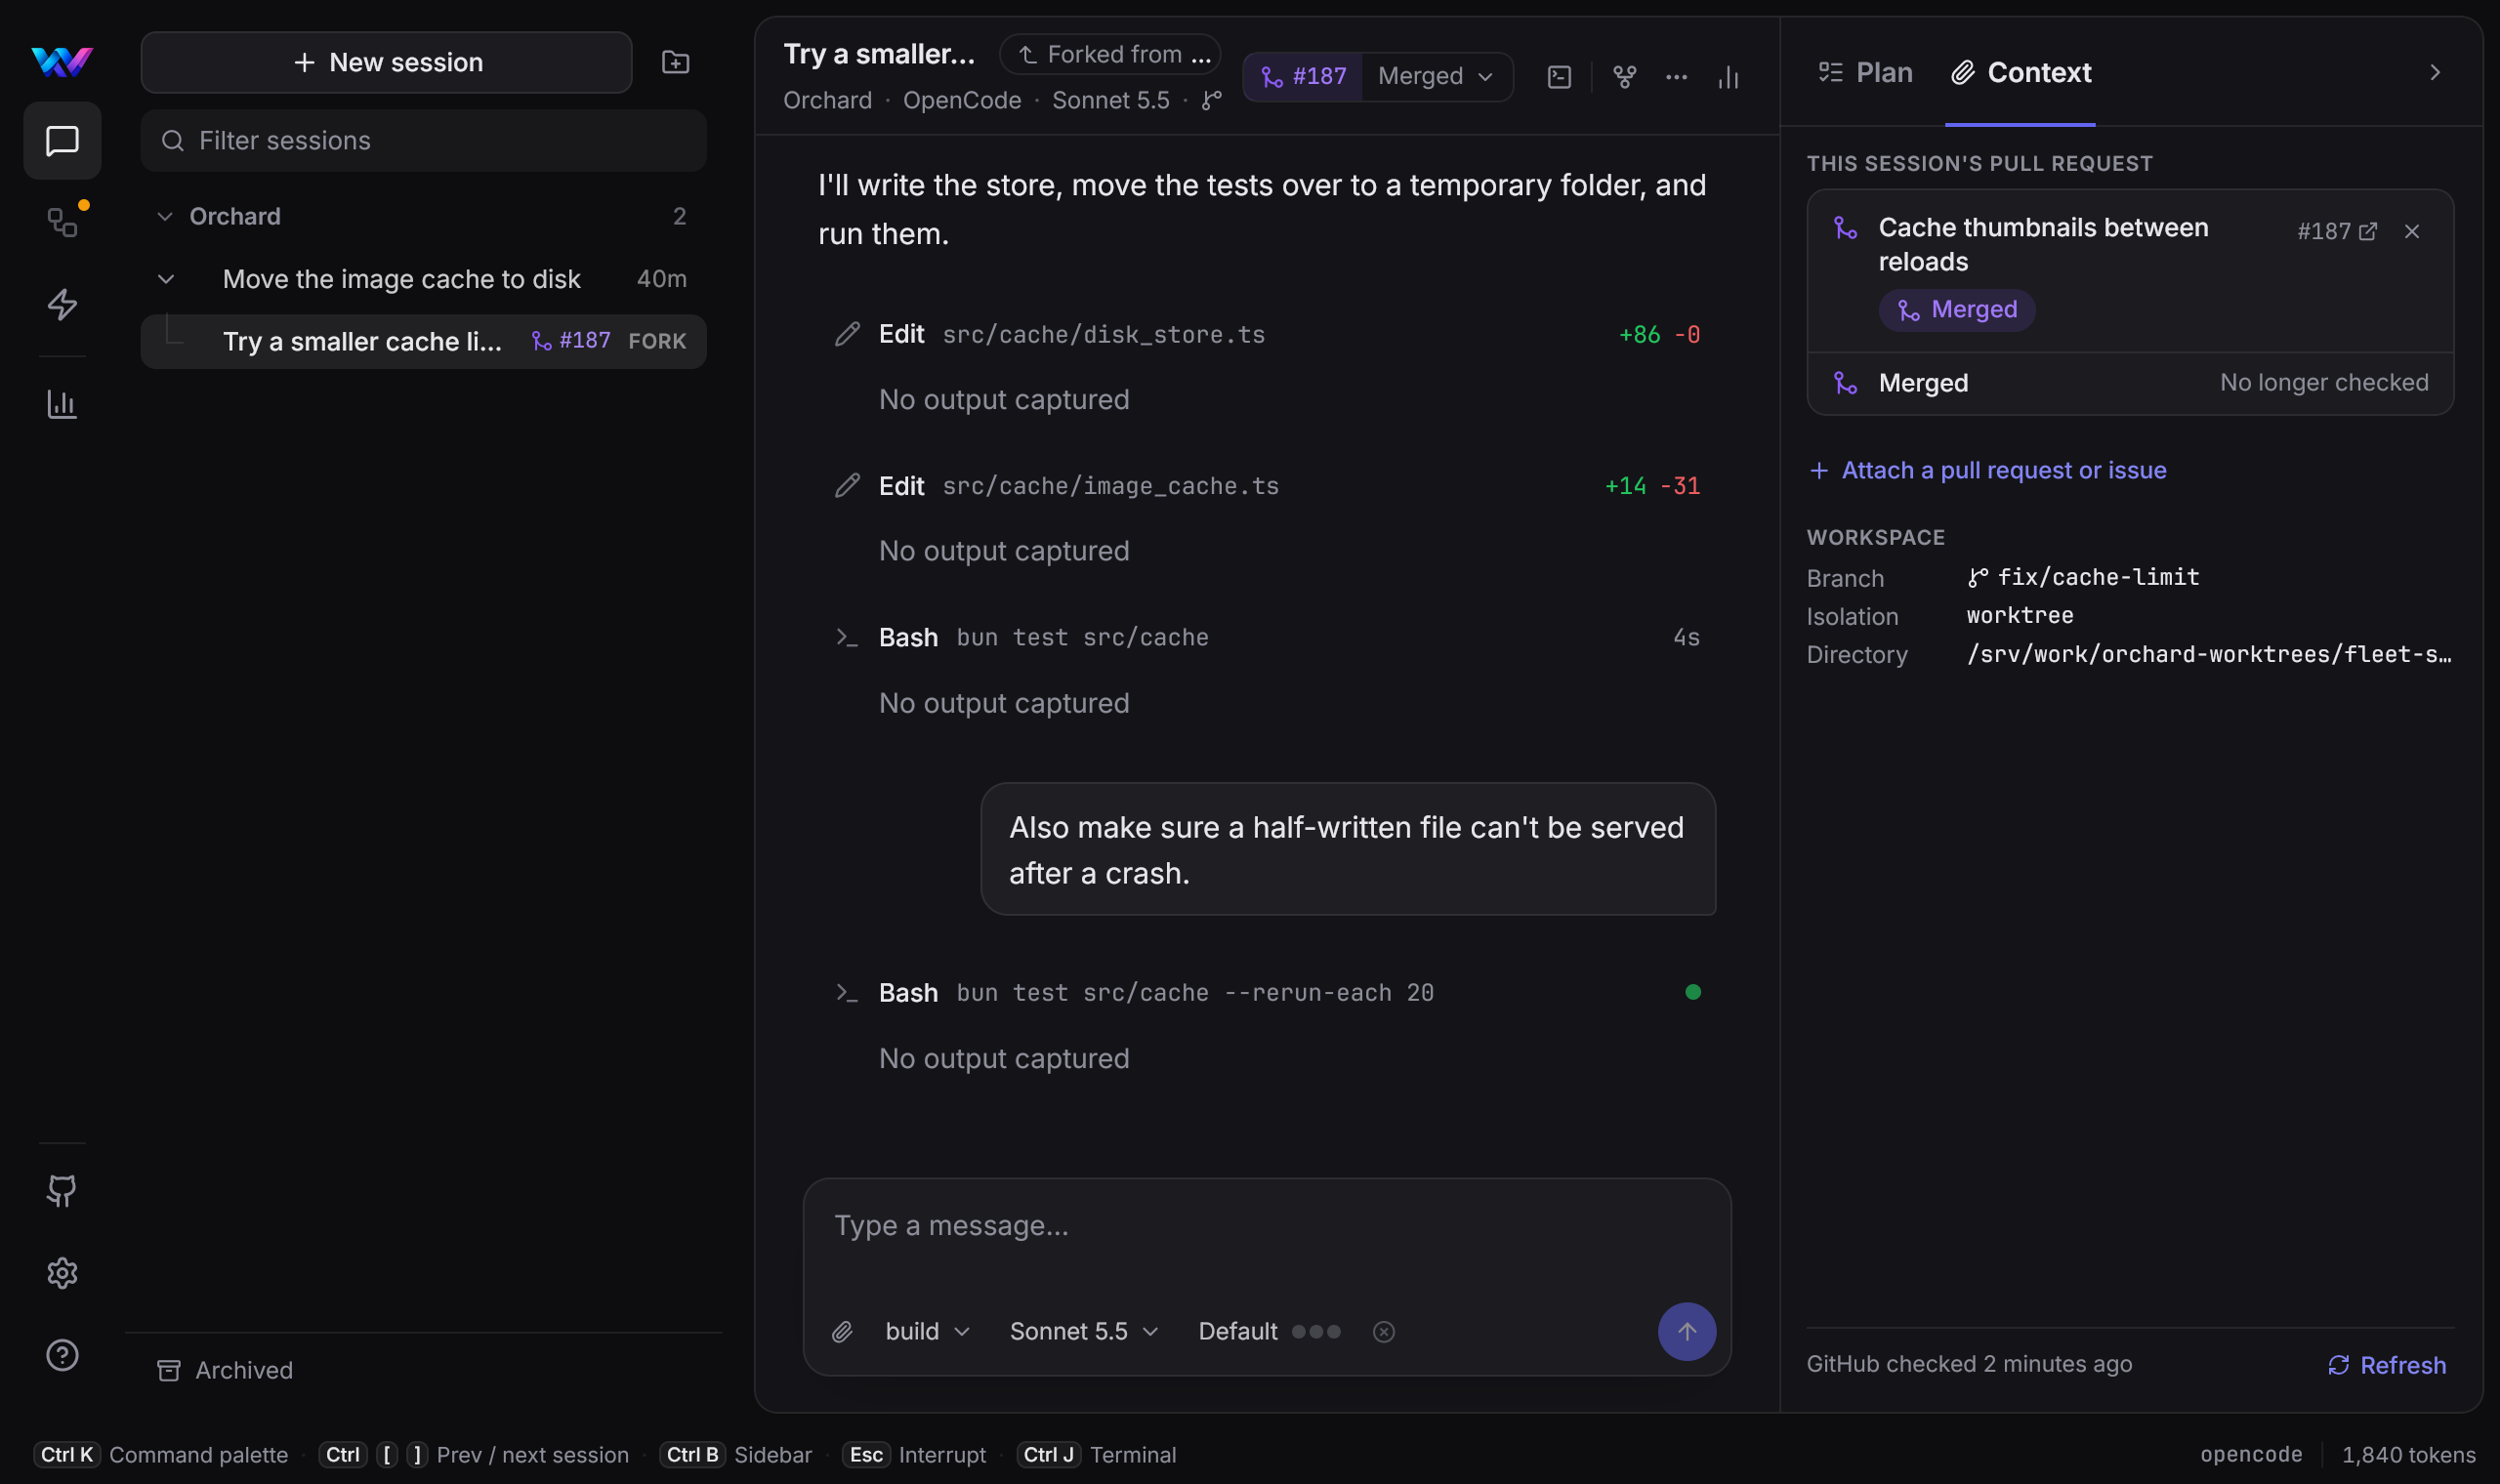 New session
Filter sessions
Orchard 2
Move the image cache to disk 40m
Try a smaller cache li... #187 FORK
Archived
Try a smaller... Forked from ...
Orchard · OpenCode · Sonnet 5.5 ·
#187 Merged
I'll write the store, move the tests over to a temporary folder, and
run them.
Edit src/cache/disk_store.ts +86 -0
No output captured
Edit src/cache/image_cache.ts +14 -31
No output captured
Bash bun test src/cache 4s
No output captured
Also make sure a half-written file can't be served
after a crash.
Bash bun test src/cache --rerun-each 20
No output captured
Type a message...
build Sonnet 5.5 Default
Plan Context
THIS SESSION'S PULL REQUEST
Cache thumbnails between #187
reloads
Merged
Merged No longer checked
+ Attach a pull request or issue
WORKSPACE
Branch fix/cache-limit
Isolation worktree
Directory /srv/work/orchard-worktrees/fleet-s…
GitHub checked 2 minutes ago Refresh
Ctrl K Command palette · Ctrl [ ] Prev / next session · Ctrl B Sidebar · Esc Interrupt · Ctrl J Terminal
opencode 1,840 tokens